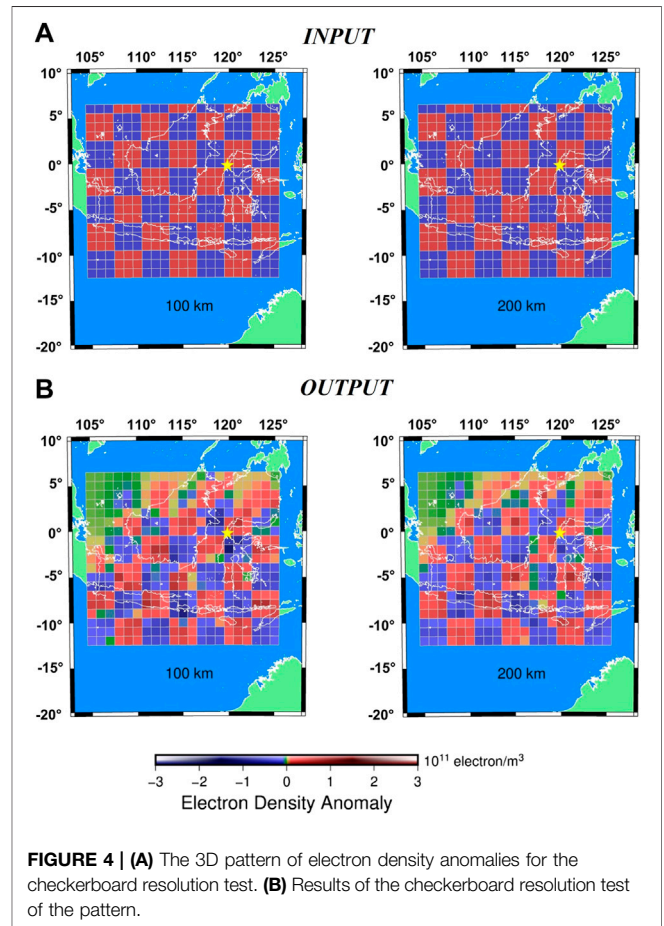 A
INPUT
105° 110° 115° 120° 125°
105° 110° 115° 120° 125°
10°
5°
0°
−5°
−10°
−15°
−20°
100 km
10°
5°
0°
−5°
−10°
−15°
−20°
200 km
B
OUTPUT
105° 110° 115° 120° 125°
105° 110° 115° 120° 125°
10°
5°
0°
−5°
−10°
−15°
−20°
100 km
10°
5°
0°
−5°
−10°
−15°
−20°
200 km
10¹¹ electron/m³
−3 −2 −1 0 1 2 3
Electron Density Anomaly
FIGURE 4 | (A) The 3D pattern of electron density anomalies for the
checkerboard resolution test. (B) Results of the checkerboard resolution test
of the pattern.